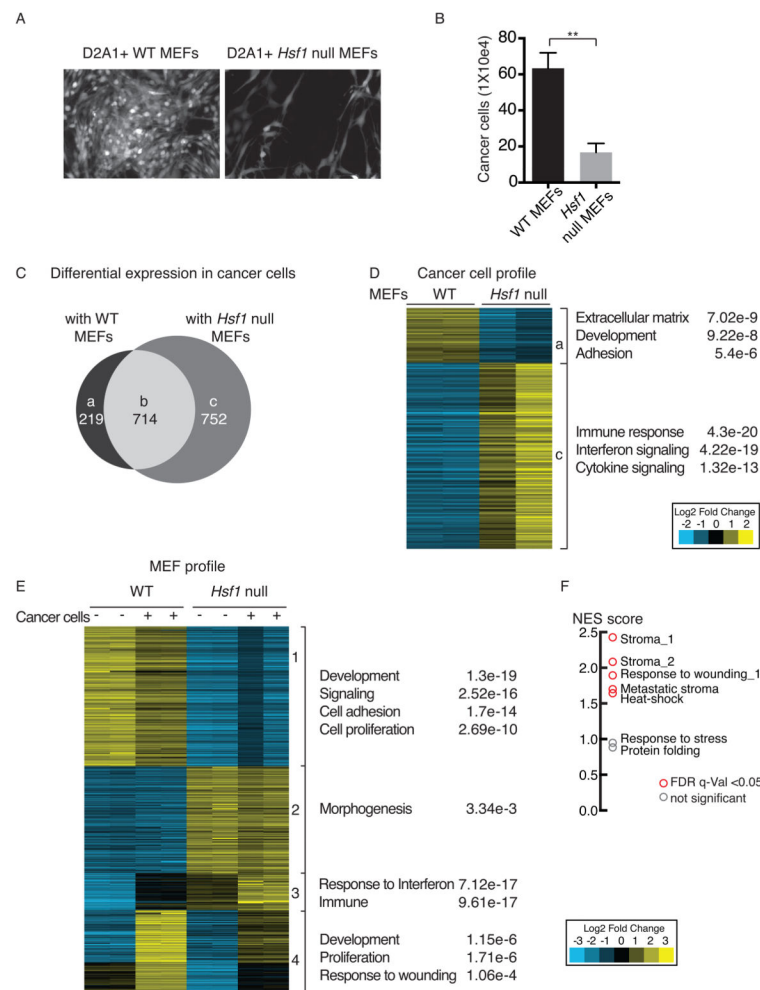 A
D2A1+ WT MEFs
D2A1+ Hsf1 null MEFs
B
Cancer cells (1X10e4)
80
60
40
20
0
**
WT MEFs
Hsf1
null MEFs
C
Differential expression in cancer cells
with WT
MEFs
with Hsf1 null
MEFs
a
219
b
714
c
752
D
Cancer cell profile
MEFs WT Hsf1 null
a
Extracellular matrix 7.02e-9
Development 9.22e-8
Adhesion 5.4e-6
c
Immune response 4.3e-20
Interferon signaling 4.22e-19
Cytokine signaling 1.32e-13
Log2 Fold Change
-2 -1 0 1 2
E
MEF profile
WT Hsf1 null
Cancer cells - - + + - - + +
1
Development 1.3e-19
Signaling 2.52e-16
Cell adhesion 1.7e-14
Cell proliferation 2.69e-10
2
Morphogenesis 3.34e-3
3
Response to Interferon 7.12e-17
Immune 9.61e-17
4
Development 1.15e-6
Proliferation 1.71e-6
Response to wounding 1.06e-4
F
NES score
2.5
2.0
1.5
1.0
0.5
0.0
Stroma_1
Stroma_2
Response to wounding_1
Metastatic stroma
Heat-shock
Response to stress
Protein folding
FDR q-Val <0.05
not significant
Log2 Fold Change
-3 -2 -1 0 1 2 3